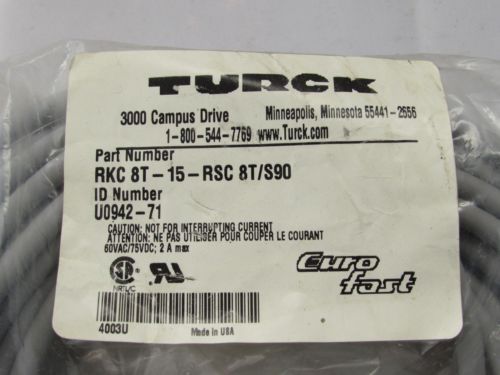 TURCK
3000 Campus Drive Minneapolis, Minnesota 55441-2656
1-800-544-7769 www.Turck.com
Part Number
RKC 8T-15-RSC 8T/S90
ID Number
U0942-71
CAUTION: NOT FOR INTERRUPTING CURRENT
ATTENTION: NE PAS UTILISER POUR COUPER LE COURANT
60VAC/75VDC; 2 A max
NRTL/C
Euro fast
4003U Made in USA